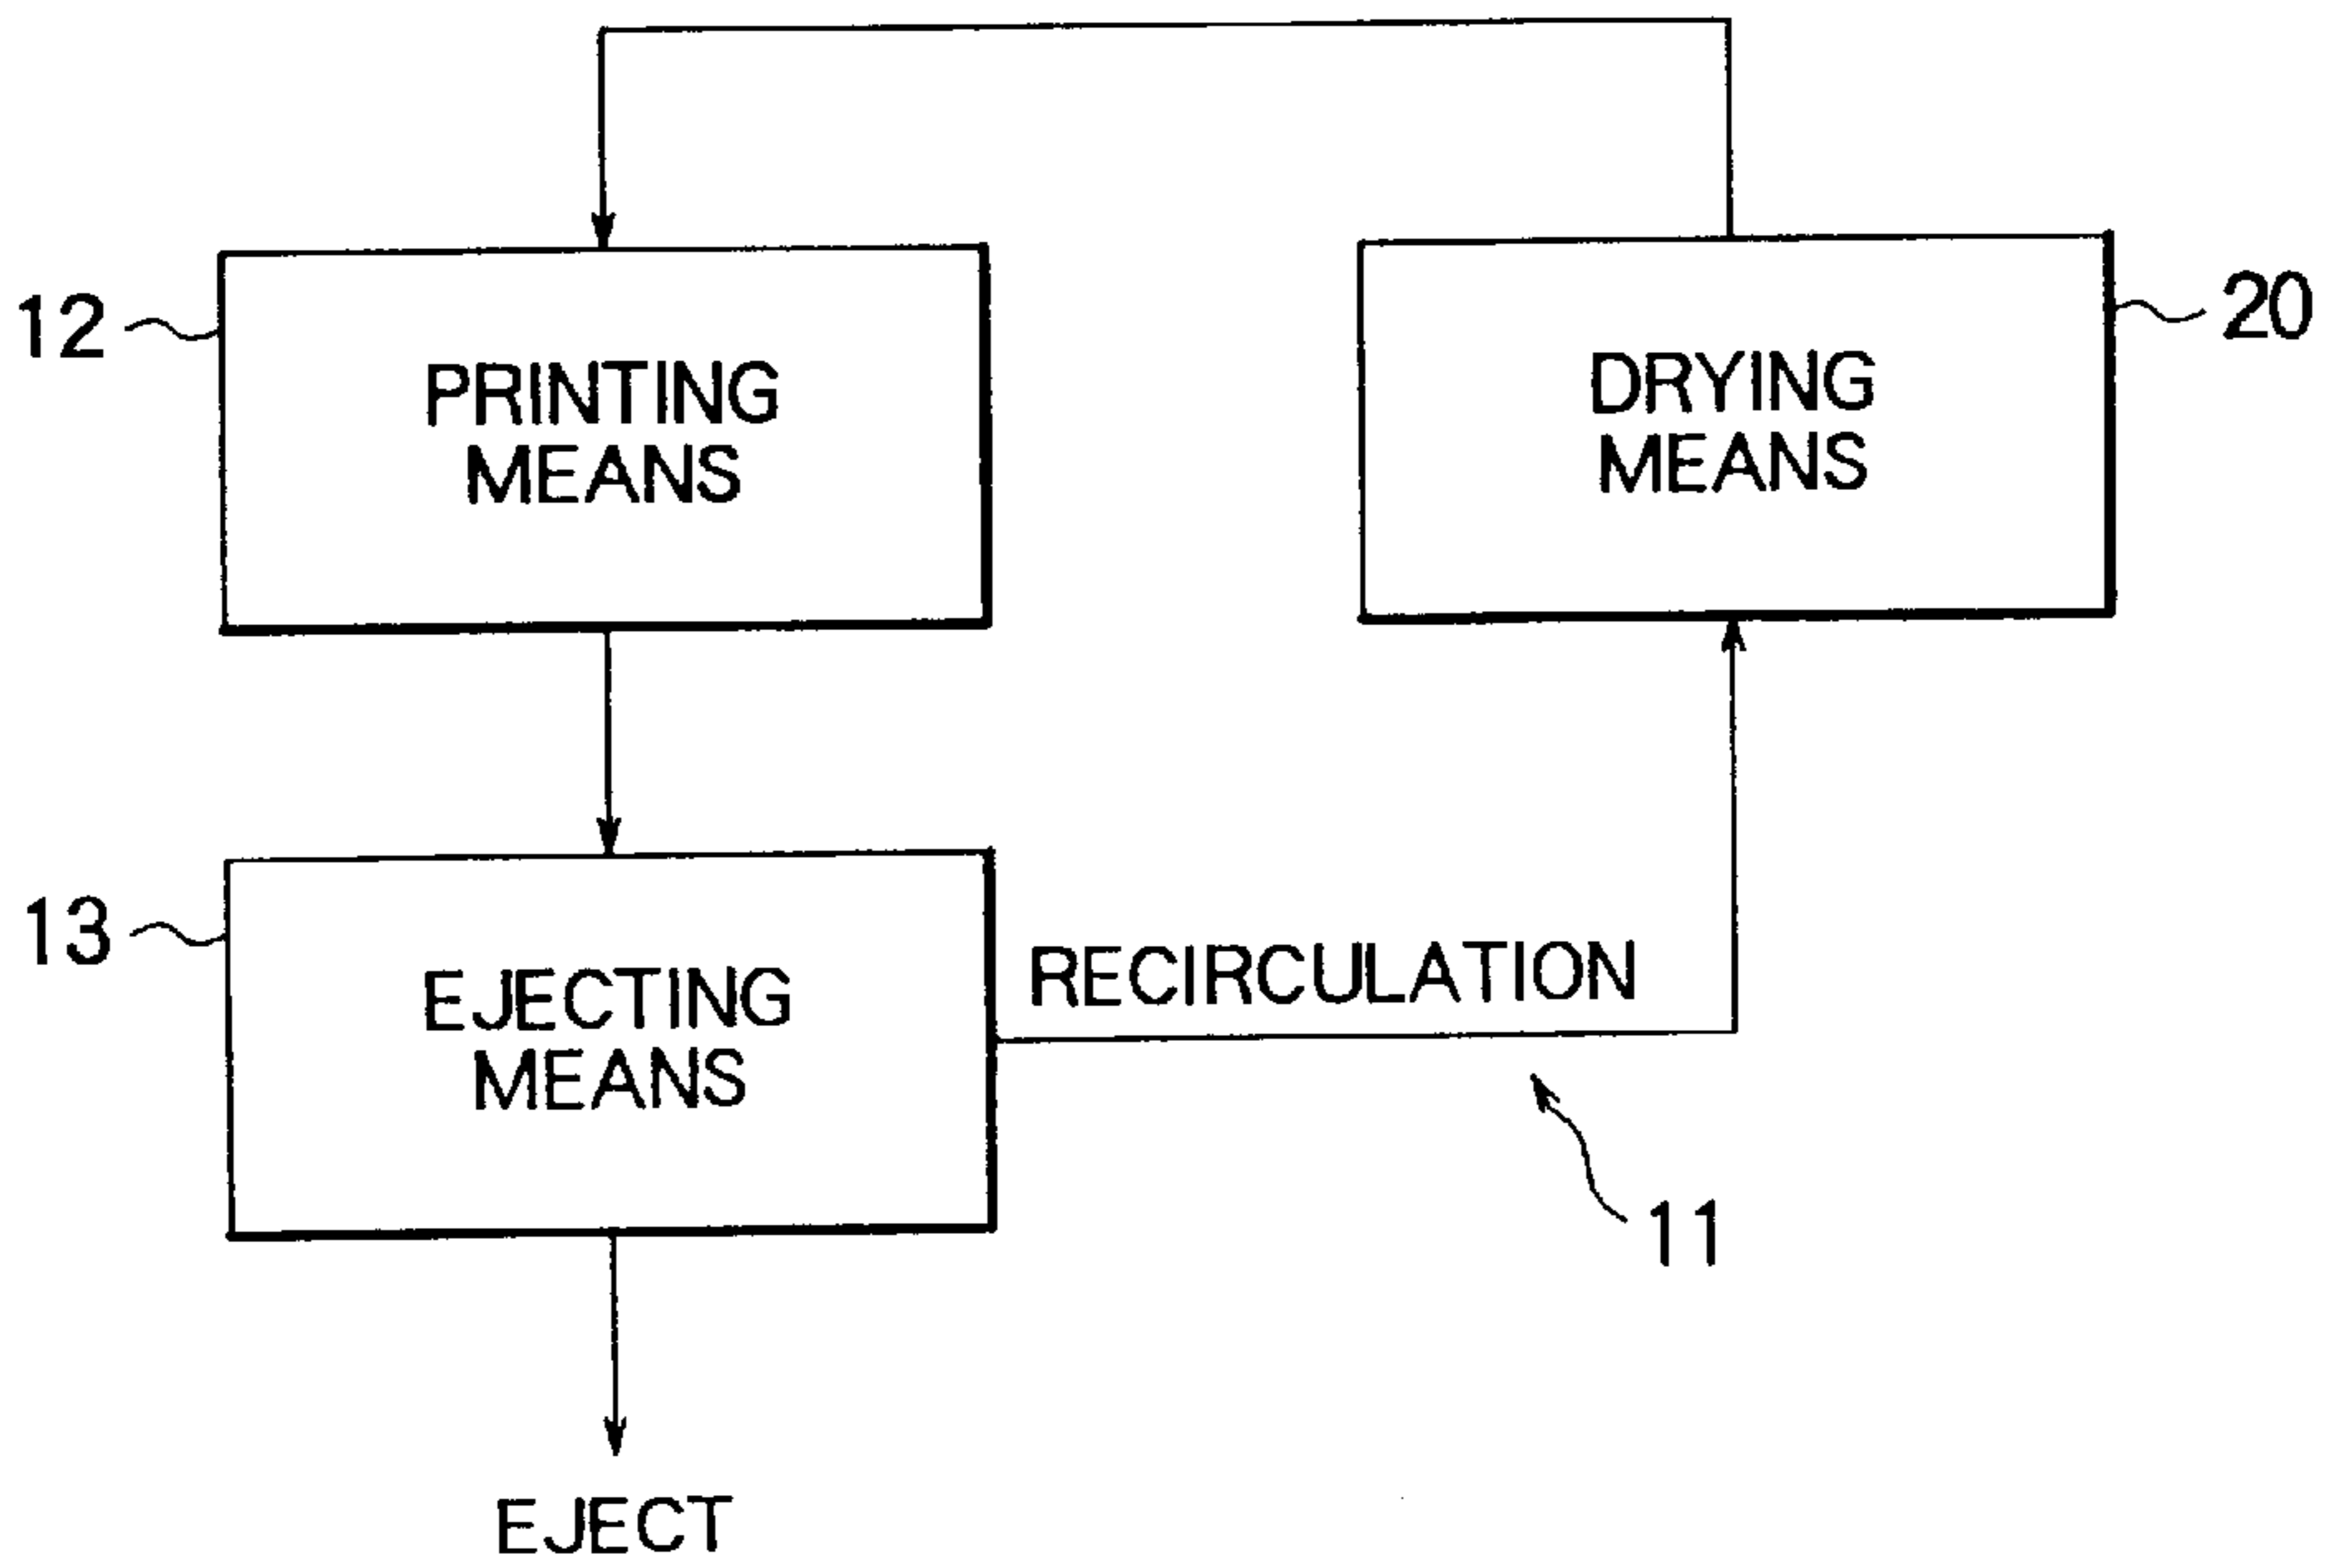 12
PRINTING
MEANS
DRYING
MEANS
20
13
EJECTING
MEANS
RECIRCULATION
11
EJECT